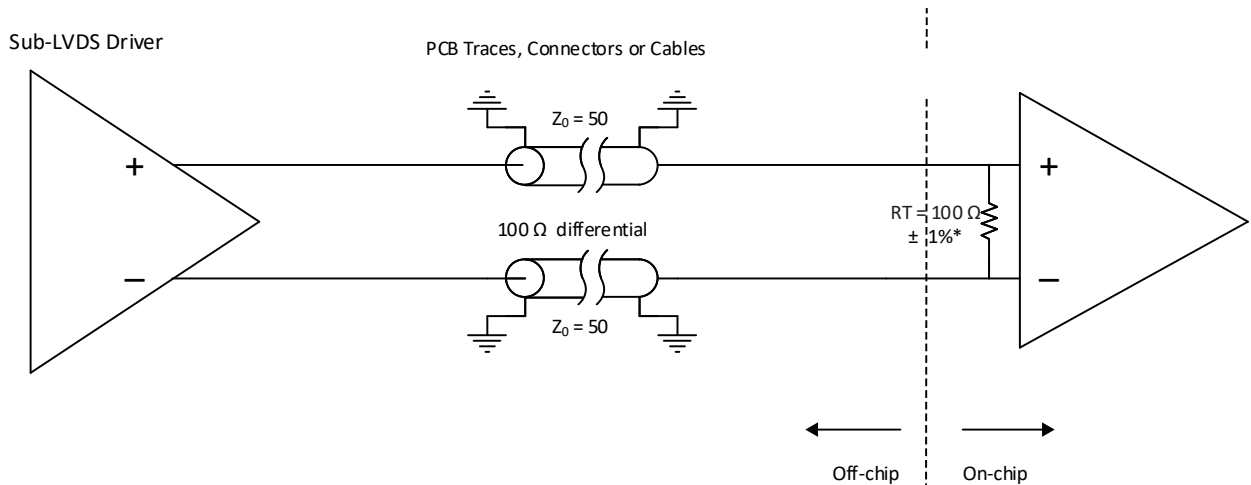 Sub-LVDS Driver
PCB Traces, Connectors or Cables
Z₀ = 50
+
+
100 Ω differential
RT = 100 Ω
± 1%*
−
−
Z₀ = 50
Off-chip
On-chip